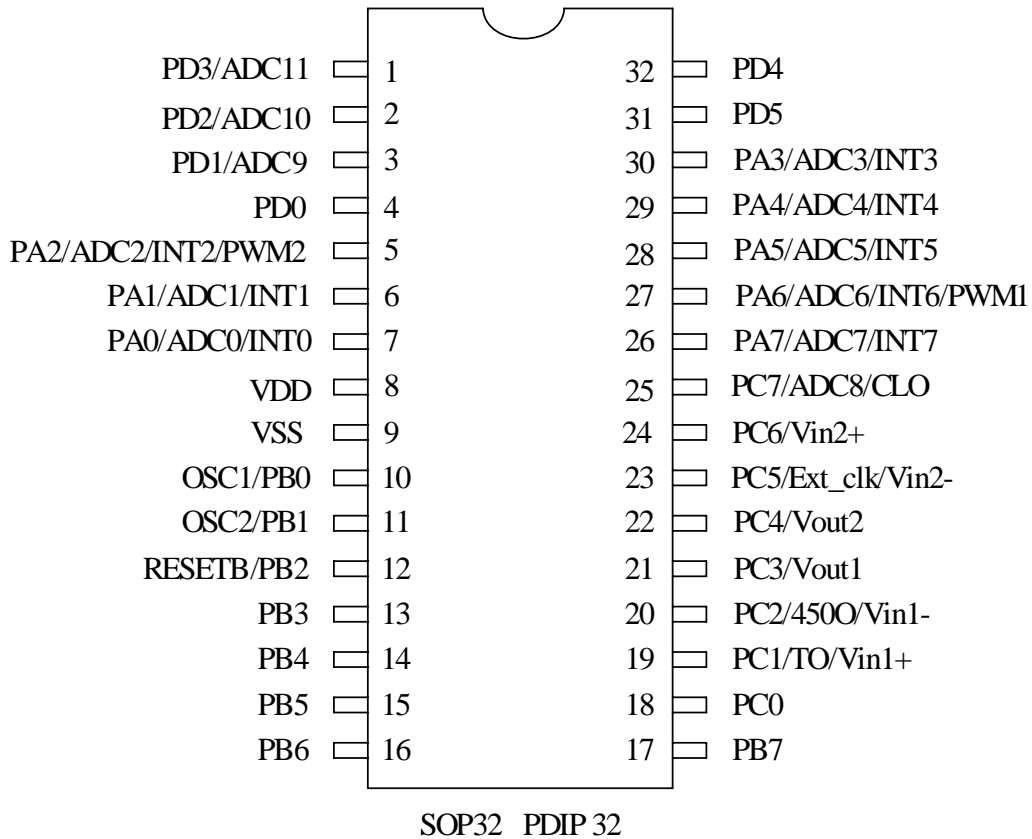 PD3/ADC11 1 32 PD4
PD2/ADC10 2 31 PD5
PD1/ADC9 3 30 PA3/ADC3/INT3
PD0 4 29 PA4/ADC4/INT4
PA2/ADC2/INT2/PWM2 5 28 PA5/ADC5/INT5
PA1/ADC1/INT1 6 27 PA6/ADC6/INT6/PWM1
PA0/ADC0/INT0 7 26 PA7/ADC7/INT7
VDD 8 25 PC7/ADC8/CLO
VSS 9 24 PC6/Vin2+
OSC1/PB0 10 23 PC5/Ext_clk/Vin2-
OSC2/PB1 11 22 PC4/Vout2
RESETB/PB2 12 21 PC3/Vout1
PB3 13 20 PC2/450O/Vin1-
PB4 14 19 PC1/TO/Vin1+
PB5 15 18 PC0
PB6 16 17 PB7
SOP32 PDIP 32